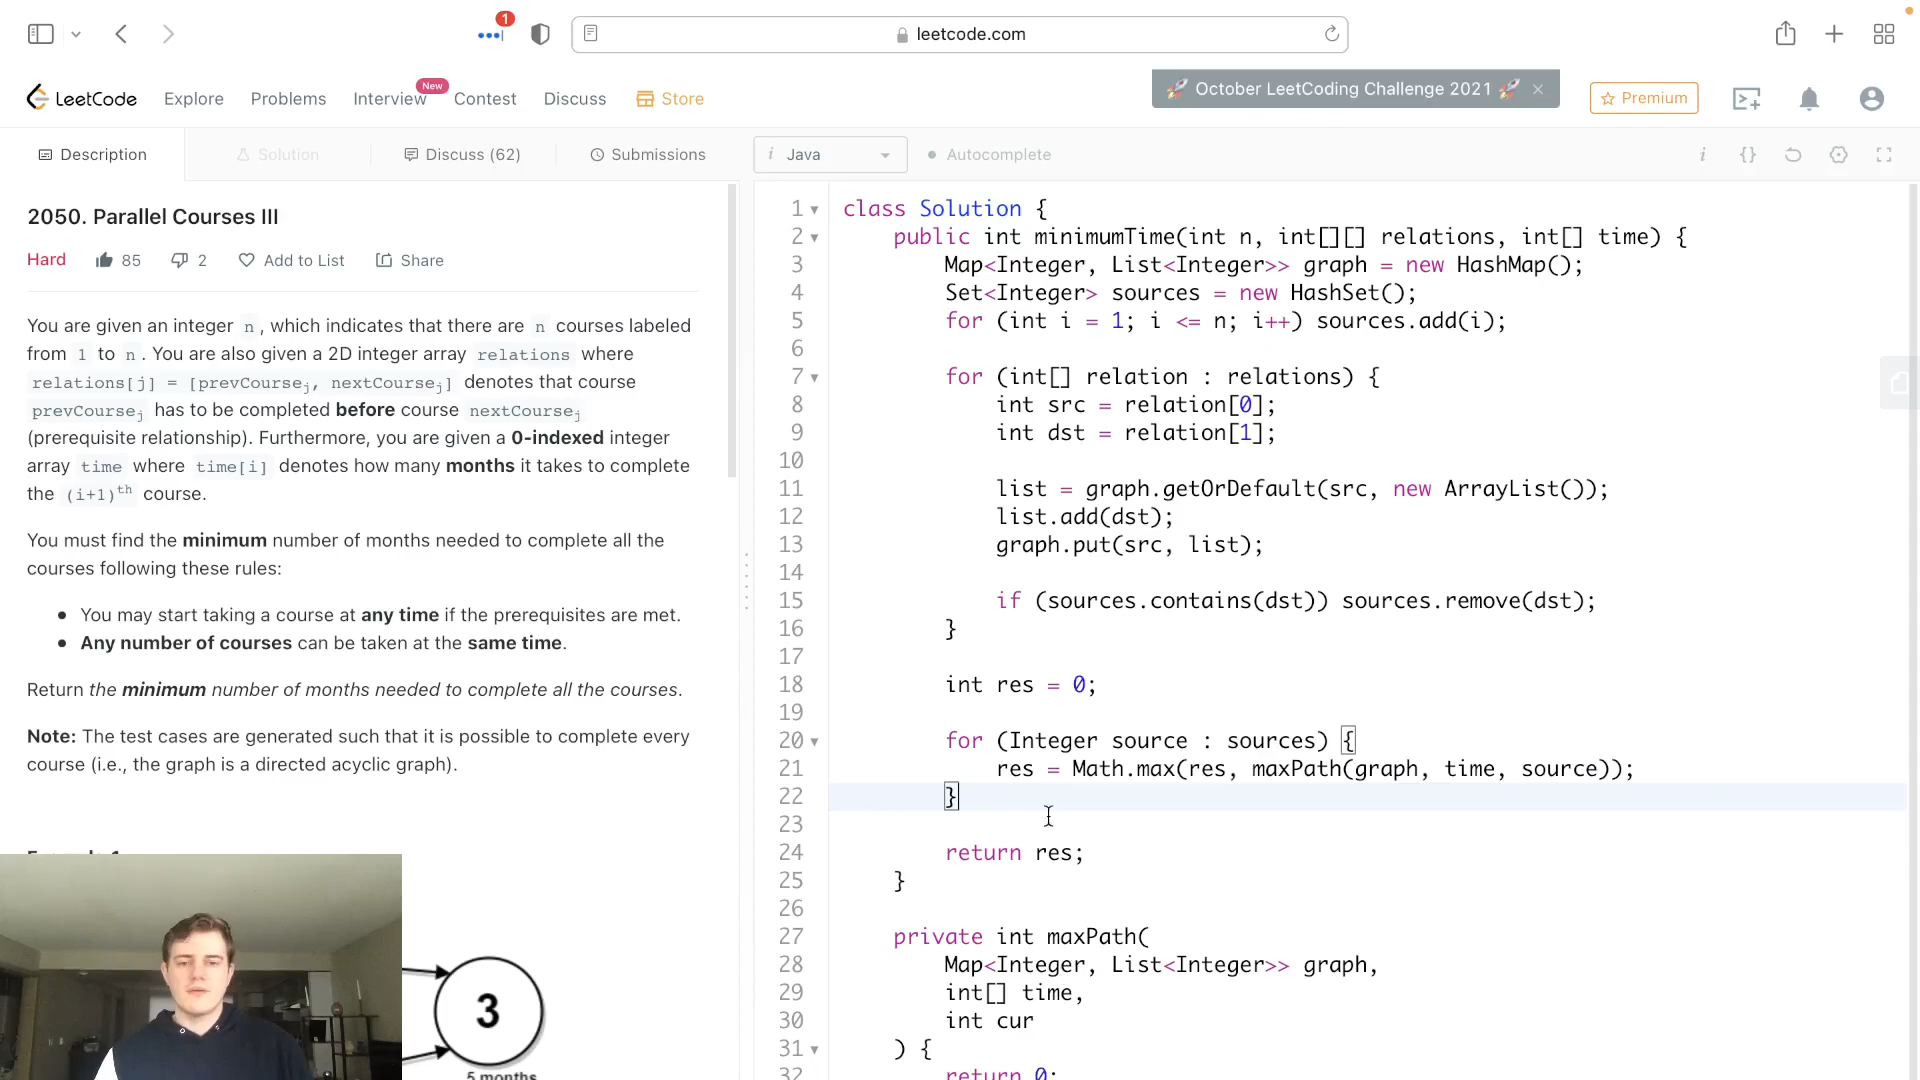 1
leetcode.com
LeetCode
Explore
Problems
Interview
New
Contest
Discuss
Store
🚀 October LeetCoding Challenge 2021 🚀 ×
Premium
Description
Solution
Discuss (62)
Submissions
i Java
Autocomplete
i {}
2050. Parallel Courses III
Hard 85 2 Add to List Share
You are given an integer n, which indicates that there are n courses labeled
from 1 to n. You are also given a 2D integer array relations where
relations[j] = [prevCoursej, nextCoursej] denotes that course
prevCoursej has to be completed before course nextCoursej
(prerequisite relationship). Furthermore, you are given a 0-indexed integer
array time where time[i] denotes how many months it takes to complete
the (i+1)th course.
You must find the minimum number of months needed to complete all the
courses following these rules:
• You may start taking a course at any time if the prerequisites are met.
• Any number of courses can be taken at the same time.
Return the minimum number of months needed to complete all the courses.
Note: The test cases are generated such that it is possible to complete every
course (i.e., the graph is a directed acyclic graph).
3
5 months
1 class Solution {
2 public int minimumTime(int n, int[][] relations, int[] time) {
3 Map<Integer, List<Integer>> graph = new HashMap();
4 Set<Integer> sources = new HashSet();
5 for (int i = 1; i <= n; i++) sources.add(i);
6
7 for (int[] relation : relations) {
8 int src = relation[0];
9 int dst = relation[1];
10
11 list = graph.getOrDefault(src, new ArrayList());
12 list.add(dst);
13 graph.put(src, list);
14
15 if (sources.contains(dst)) sources.remove(dst);
16 }
17
18 int res = 0;
19
20 for (Integer source : sources) {
21 res = Math.max(res, maxPath(graph, time, source));
22 }
23
24 return res;
25 }
26
27 private int maxPath(
28 Map<Integer, List<Integer>> graph,
29 int[] time,
30 int cur
31 ) {
32 return 0;